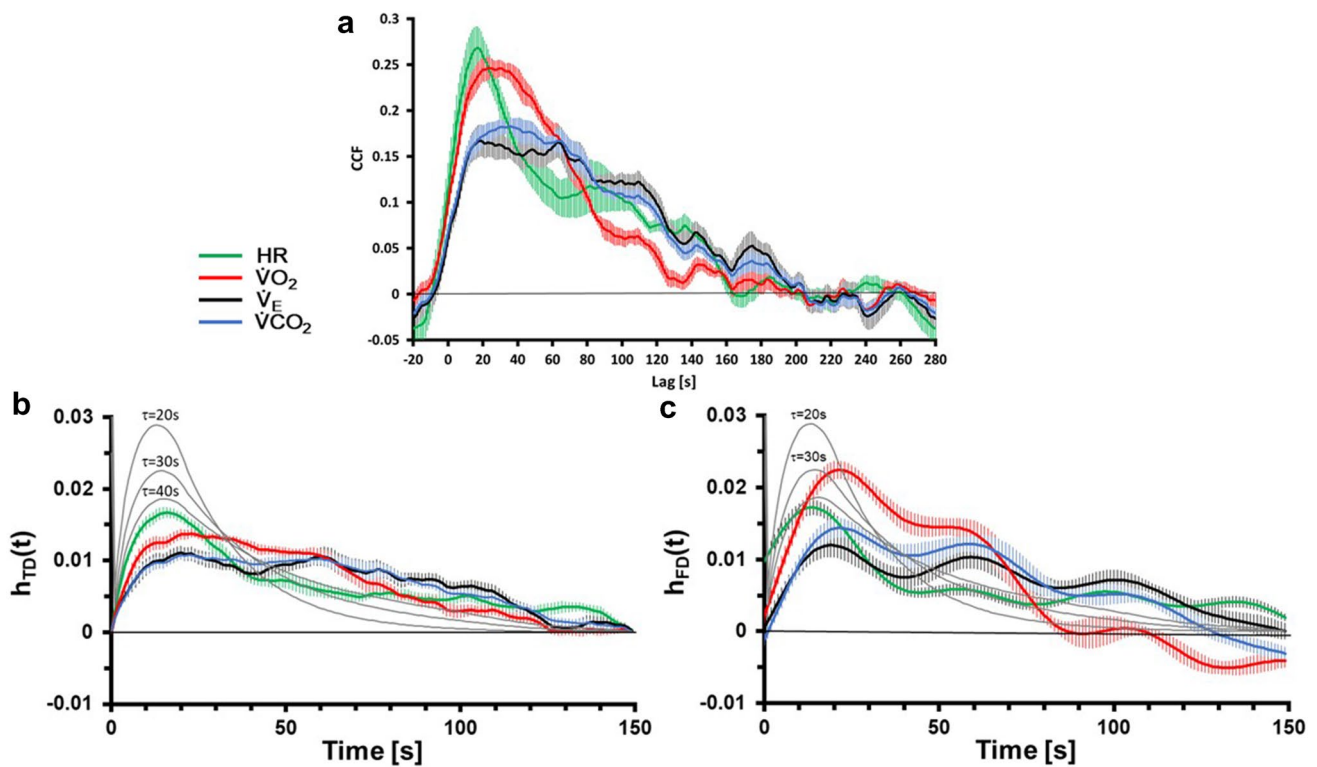 a
0.3
0.25
0.2
0.15
0.1
0.05
0
-0.05
CCF
-20 0 20 40 60 80 100 120 140 160 180 200 220 240 260 280
Lag [s]
HR
V̇O₂
V̇E
V̇CO₂
b
0.03
0.02
0.01
0
-0.01
hTD(t)
τ=20s
τ=30s
τ=40s
0 50 100 150
Time [s]
c
0.03
0.02
0.01
0
-0.01
hFD(t)
τ=20s
τ=30s
0 50 100 150
Time [s]